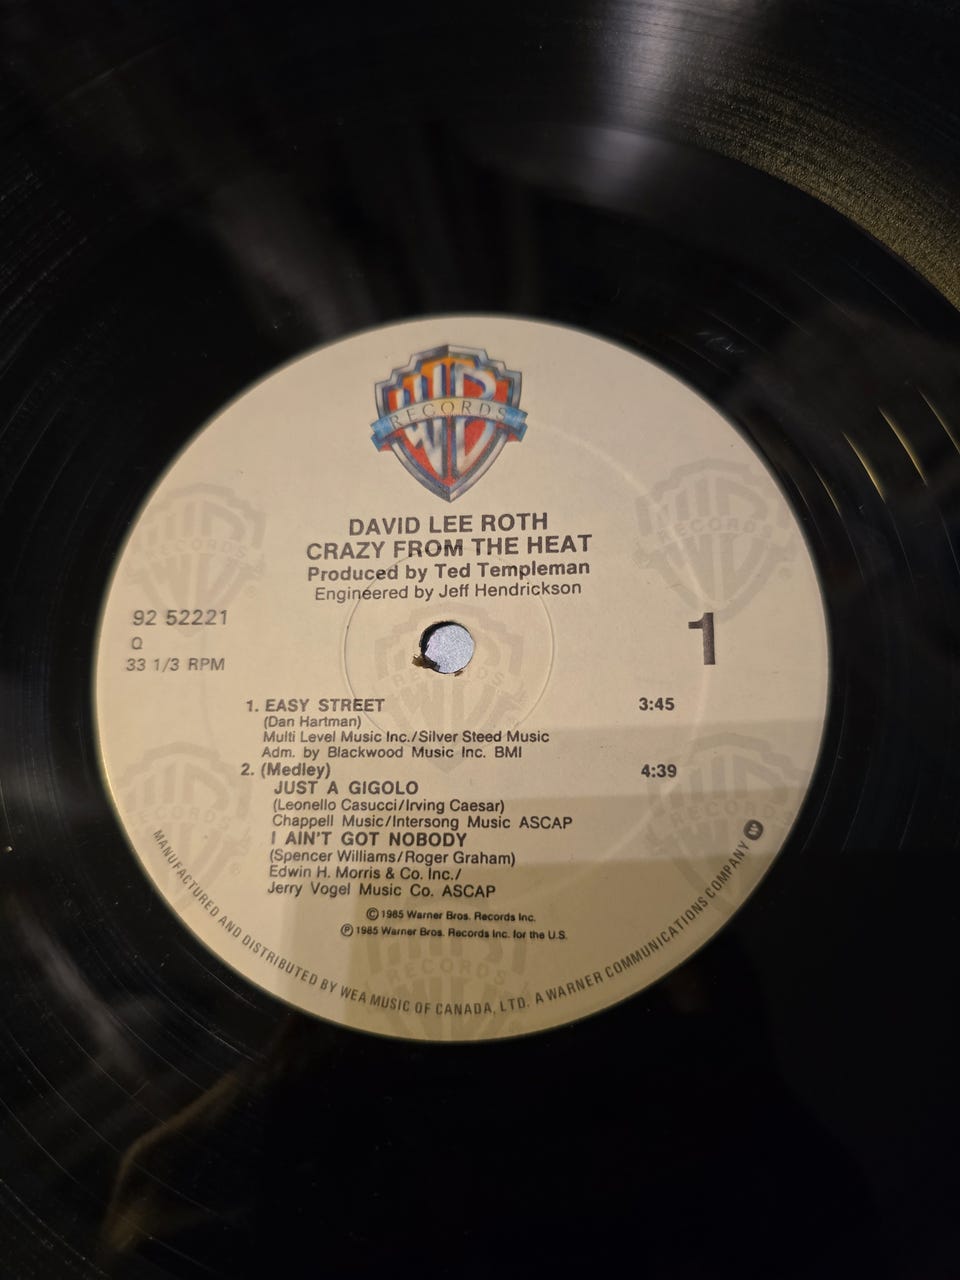 WB
RECORDS
DAVID LEE ROTH
CRAZY FROM THE HEAT
Produced by Ted Templeman
Engineered by Jeff Hendrickson
92 52221
Q
33 1/3 RPM
1
1. EASY STREET 3:45
(Dan Hartman)
Multi Level Music Inc./Silver Steed Music
Adm. by Blackwood Music Inc. BMI
2. (Medley) 4:39
JUST A GIGOLO
(Leonello Casucci/Irving Caesar)
Chappell Music/Intersong Music ASCAP
I AIN'T GOT NOBODY
(Spencer Williams/Roger Graham)
Edwin H. Morris & Co. Inc./
Jerry Vogel Music Co. ASCAP
© 1985 Warner Bros. Records Inc.
℗ 1985 Warner Bros. Records Inc. for the U.S.
MANUFACTURED AND DISTRIBUTED BY WEA MUSIC OF CANADA, LTD. A WARNER COMMUNICATIONS COMPANY